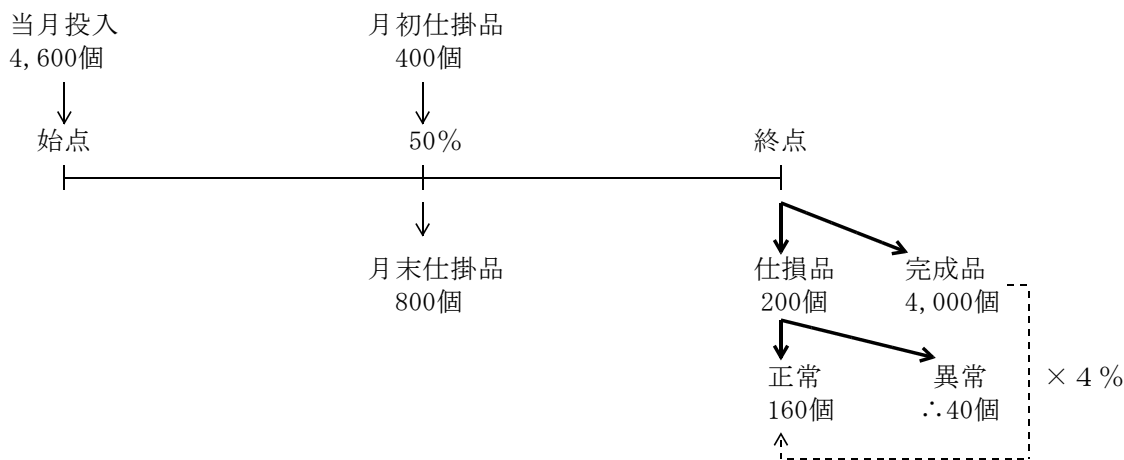 当月投入
4,600個
月初仕掛品
400個
始点
50%
終点
月末仕掛品
800個
仕損品
200個
完成品
4,000個
正常
160個
異常
∴40個
×4%